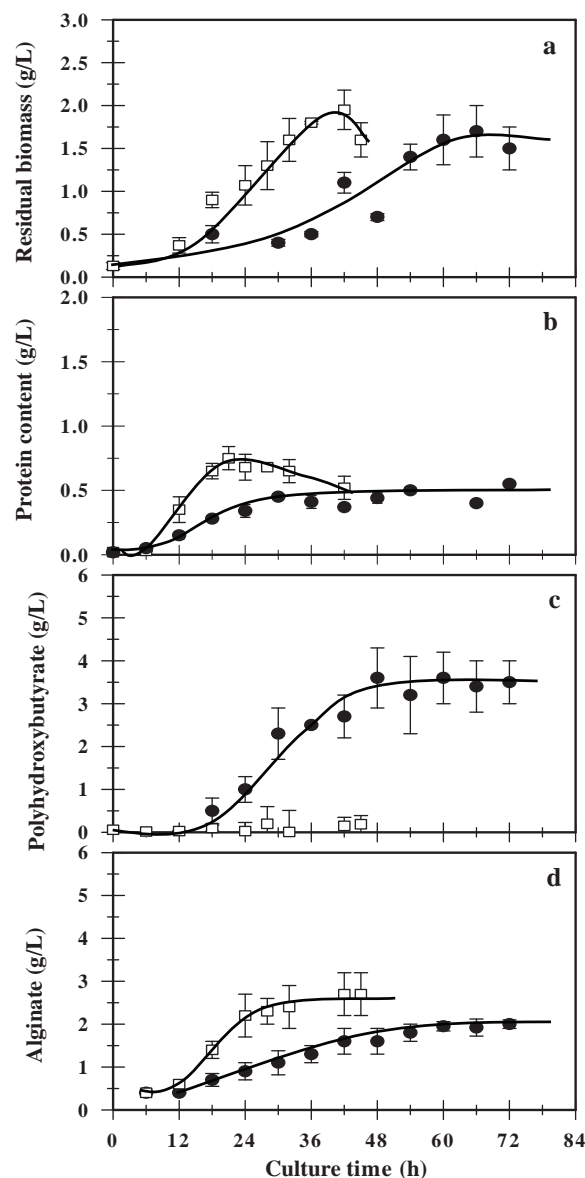 3.0
2.5
2.0
1.5
1.0
0.5
0.0
Residual biomass (g/L)
a
2.0
1.5
1.0
0.5
0.0
Protein content (g/L)
b
6
5
4
3
2
1
0
Polyhydroxybutyrate (g/L)
c
6
5
4
3
2
1
0
Alginate (g/L)
d
0 12 24 36 48 60 72 84
Culture time (h)